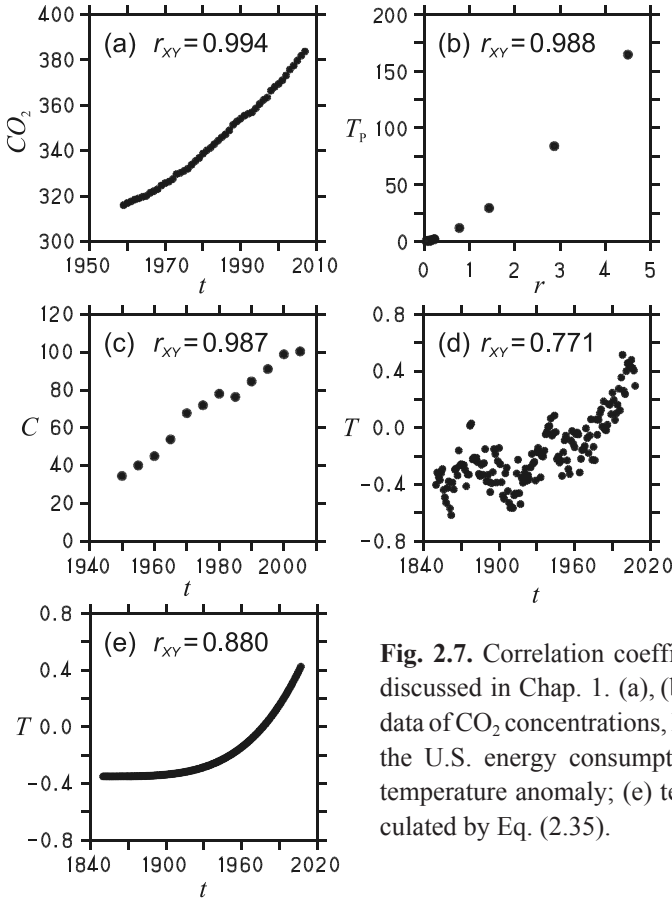 400
380
360
340
320
300
CO₂
(a) r_XY = 0.994
1950 1970 1990 2010
t
200
150
100
50
0
T_P
(b) r_XY = 0.988
0 1 2 3 4 5
r
120
100
80
60
40
20
0
C
(c) r_XY = 0.987
1940 1960 1980 2000
t
0.8
0.4
0.0
-0.4
-0.8
T
(d) r_XY = 0.771
1840 1900 1960 2020
t
0.8
0.4
0.0
-0.4
-0.8
T
(e) r_XY = 0.880
1840 1900 1960 2020
t
Fig. 2.7. Correlation coeffi
discussed in Chap. 1. (a), (b
data of CO₂ concentrations,
the U.S. energy consumpt
temperature anomaly; (e) te
culated by Eq. (2.35).